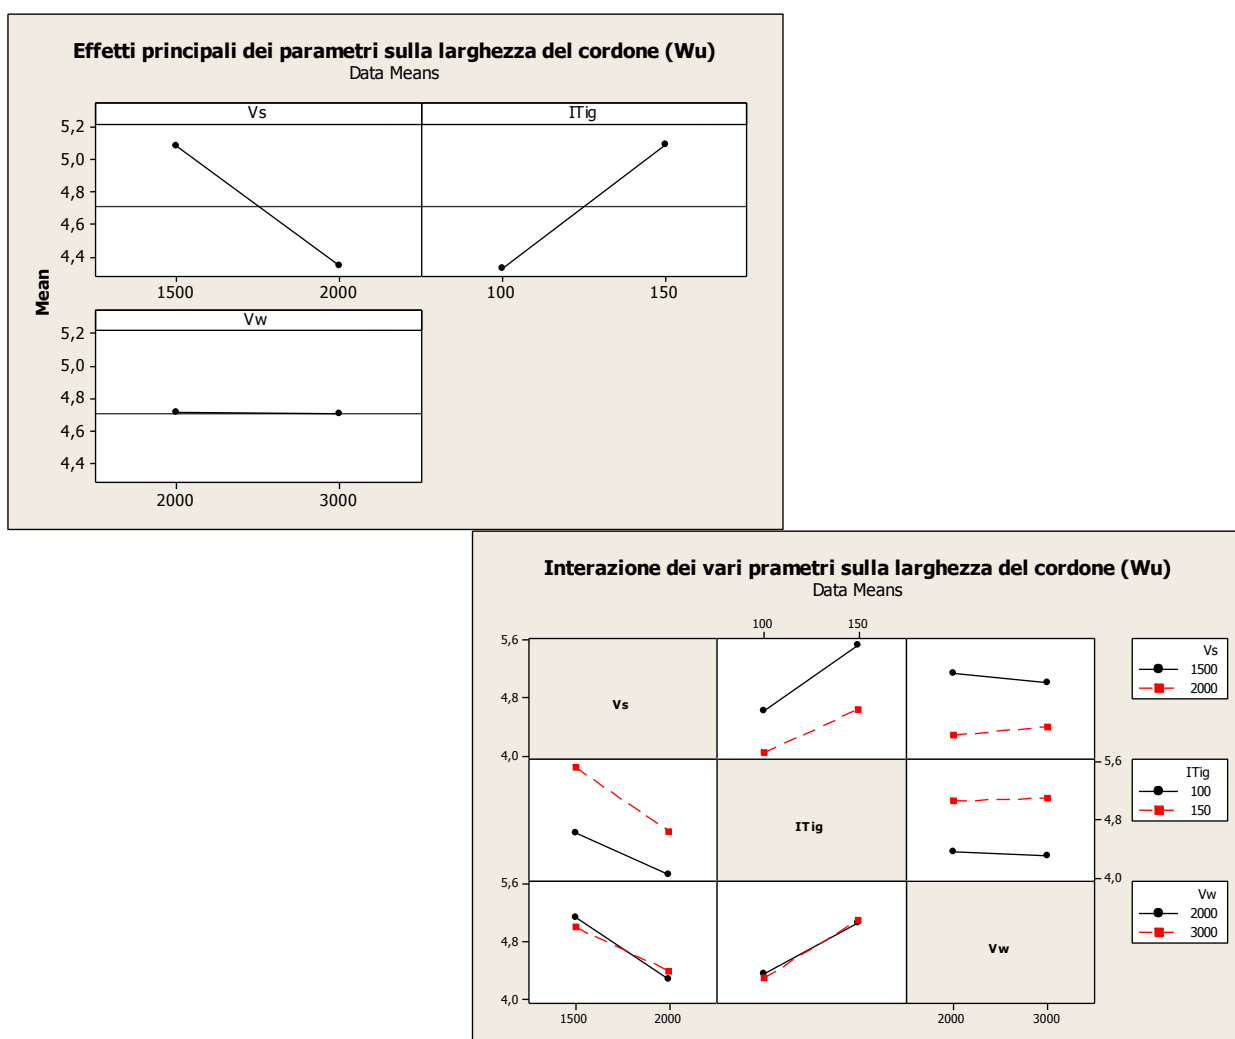 Effetti principali dei parametri sulla larghezza del cordone (Wu)
Data Means
Vs ITig
5,2
5,0
4,8
4,6
4,4
1500 2000 100 150
Mean
Vw
5,2
5,0
4,8
4,6
4,4
2000 3000
Interazione dei vari prametri sulla larghezza del cordone (Wu)
Data Means
100 150
5,6
4,8
4,0
Vs
Vs
1500
2000
ITig
5,6
4,8
4,0
ITig
100
150
5,6
4,8
4,0
Vw
Vw
2000
3000
1500 2000 2000 3000